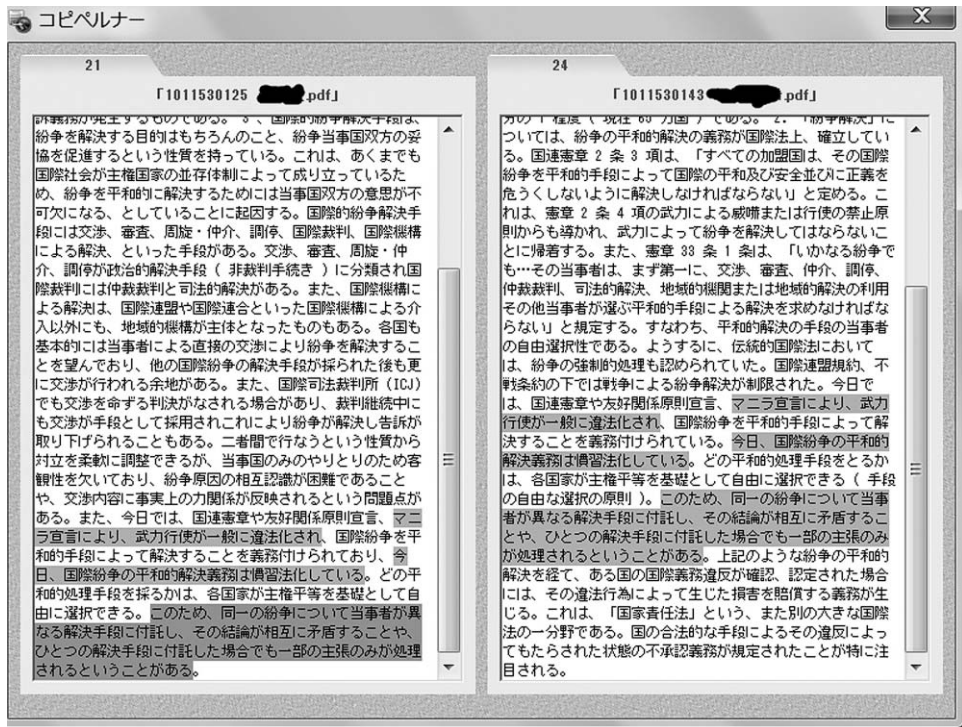 コピペルナー
X
21
「1011530125 .pdf」
訴義務が発生するものである。 3 、国際的紛争解決手段は、
紛争を解決する目的はもちろんのこと、紛争当事国双方の妥
協を促進するという性質を持っている。これは、あくまでも
国際社会が主権国家の並存体制によって成り立っているた
め、紛争を平和的に解決するためには当事国双方の意思が不
可欠になる、としていることに起因する。国際的紛争解決手
段には交渉、審査、周旋・仲介、調停、国際裁判、国際機構
による解決、といった手段がある。交渉、審査、周旋・仲
介、調停が政治的解決手段（ 非裁判手続き ）に分類され国
際裁判には仲裁裁判と司法的解決がある。また、国際機構に
よる解決は、国際連盟や国際連合といった国際機構による介
入以外にも、地域的機構が主体となったものもある。各国も
基本的には当事者による直接の交渉により紛争を解決するこ
とを望んでおり、他の国際紛争の解決手段が採られた後も更
に交渉が行われる余地がある。また、国際司法裁判所（ICJ）
でも交渉を命ずる判決がなされる場合があり、裁判継続中に
も交渉が手段として採用されこれにより紛争が解決し告訴が
取り下げられることもある。二者間で行なうという性質から
対立を柔軟に調整できるが、当事国のみのやりとりのため客
観性を欠いており、紛争原因の相互認識が困難であること
や、交渉内容に事実上の力関係が反映されるという問題点が
ある。また、今日では、国連憲章や友好関係原則宣言、マニ
ラ宣言により、武力行使が一般に違法化され、国際紛争を平
和的手段によって解決することを義務付けられており、今
日、国際紛争の平和的解決義務は慣習法化している。どの平
和的処理手段を採るかは、各国家が主権平等を基礎として自
由に選択できる。このため、同一の紛争について当事者が異
なる解決手段に付託し、その結論が相互に矛盾することや、
ひとつの解決手段に付託した場合でも一部の主張のみが処理
されるということがある。
24
「1011530143 .pdf」
方の 1 程度（ 現在 65 カ国 ）である。 2. 「紛争解決」に
ついては、紛争の平和的解決の義務が国際法上、確立してい
る。国連憲章 2 条 3 項は、「すべての加盟国は、その国際
紛争を平和的手段によって国際の平和及び安全並びに正義を
危うくしないように解決しなければならない」と定める。こ
れは、憲章 2 条 4 項の武力による威嚇または行使の禁止原
則からも導かれ、武力によって紛争を解決してはならないこ
とに帰着する。また、憲章 33 条 1 条は、「いかなる紛争で
も…その当事者は、まず第一に、交渉、審査、仲介、調停、
仲裁裁判、司法的解決、地域的機関または地域的解決の利用
その他当事者が選ぶ平和的手段による解決を求めなければな
らない」と規定する。すなわち、平和的解決の手段の当事者
の自由選択性である。ようするに、伝統的国際法において
は、紛争の強制的処理も認められていた。国際連盟規約、不
戦条約の下では戦争による紛争解決が制限された。今日で
は、国連憲章や友好関係原則宣言、マニラ宣言により、武力
行使が一般に違法化され、国際紛争を平和的手段によって解
決することを義務付けられている。今日、国際紛争の平和的
解決義務は慣習法化している。どの平和的処理手段をとるか
は、各国家が主権平等を基礎として自由に選択できる（ 手段
の自由な選択の原則 ）。このため、同一の紛争について当事
者が異なる解決手段に付託し、その結論が相互に矛盾するこ
とや、ひとつの解決手段に付託した場合でも一部の主張のみ
が処理されるということがある。上記のような紛争の平和的
解決を経て、ある国の国際義務違反が確認、認定された場合
には、その違法行為によって生じた損害を賠償する義務が生
じる。これは、「国家責任法」という、また別の大きな国際
法の一分野である。国の合法的な手段によるその違反によっ
てもたらされた状態の不承認義務が規定されたことが特に注
目される。